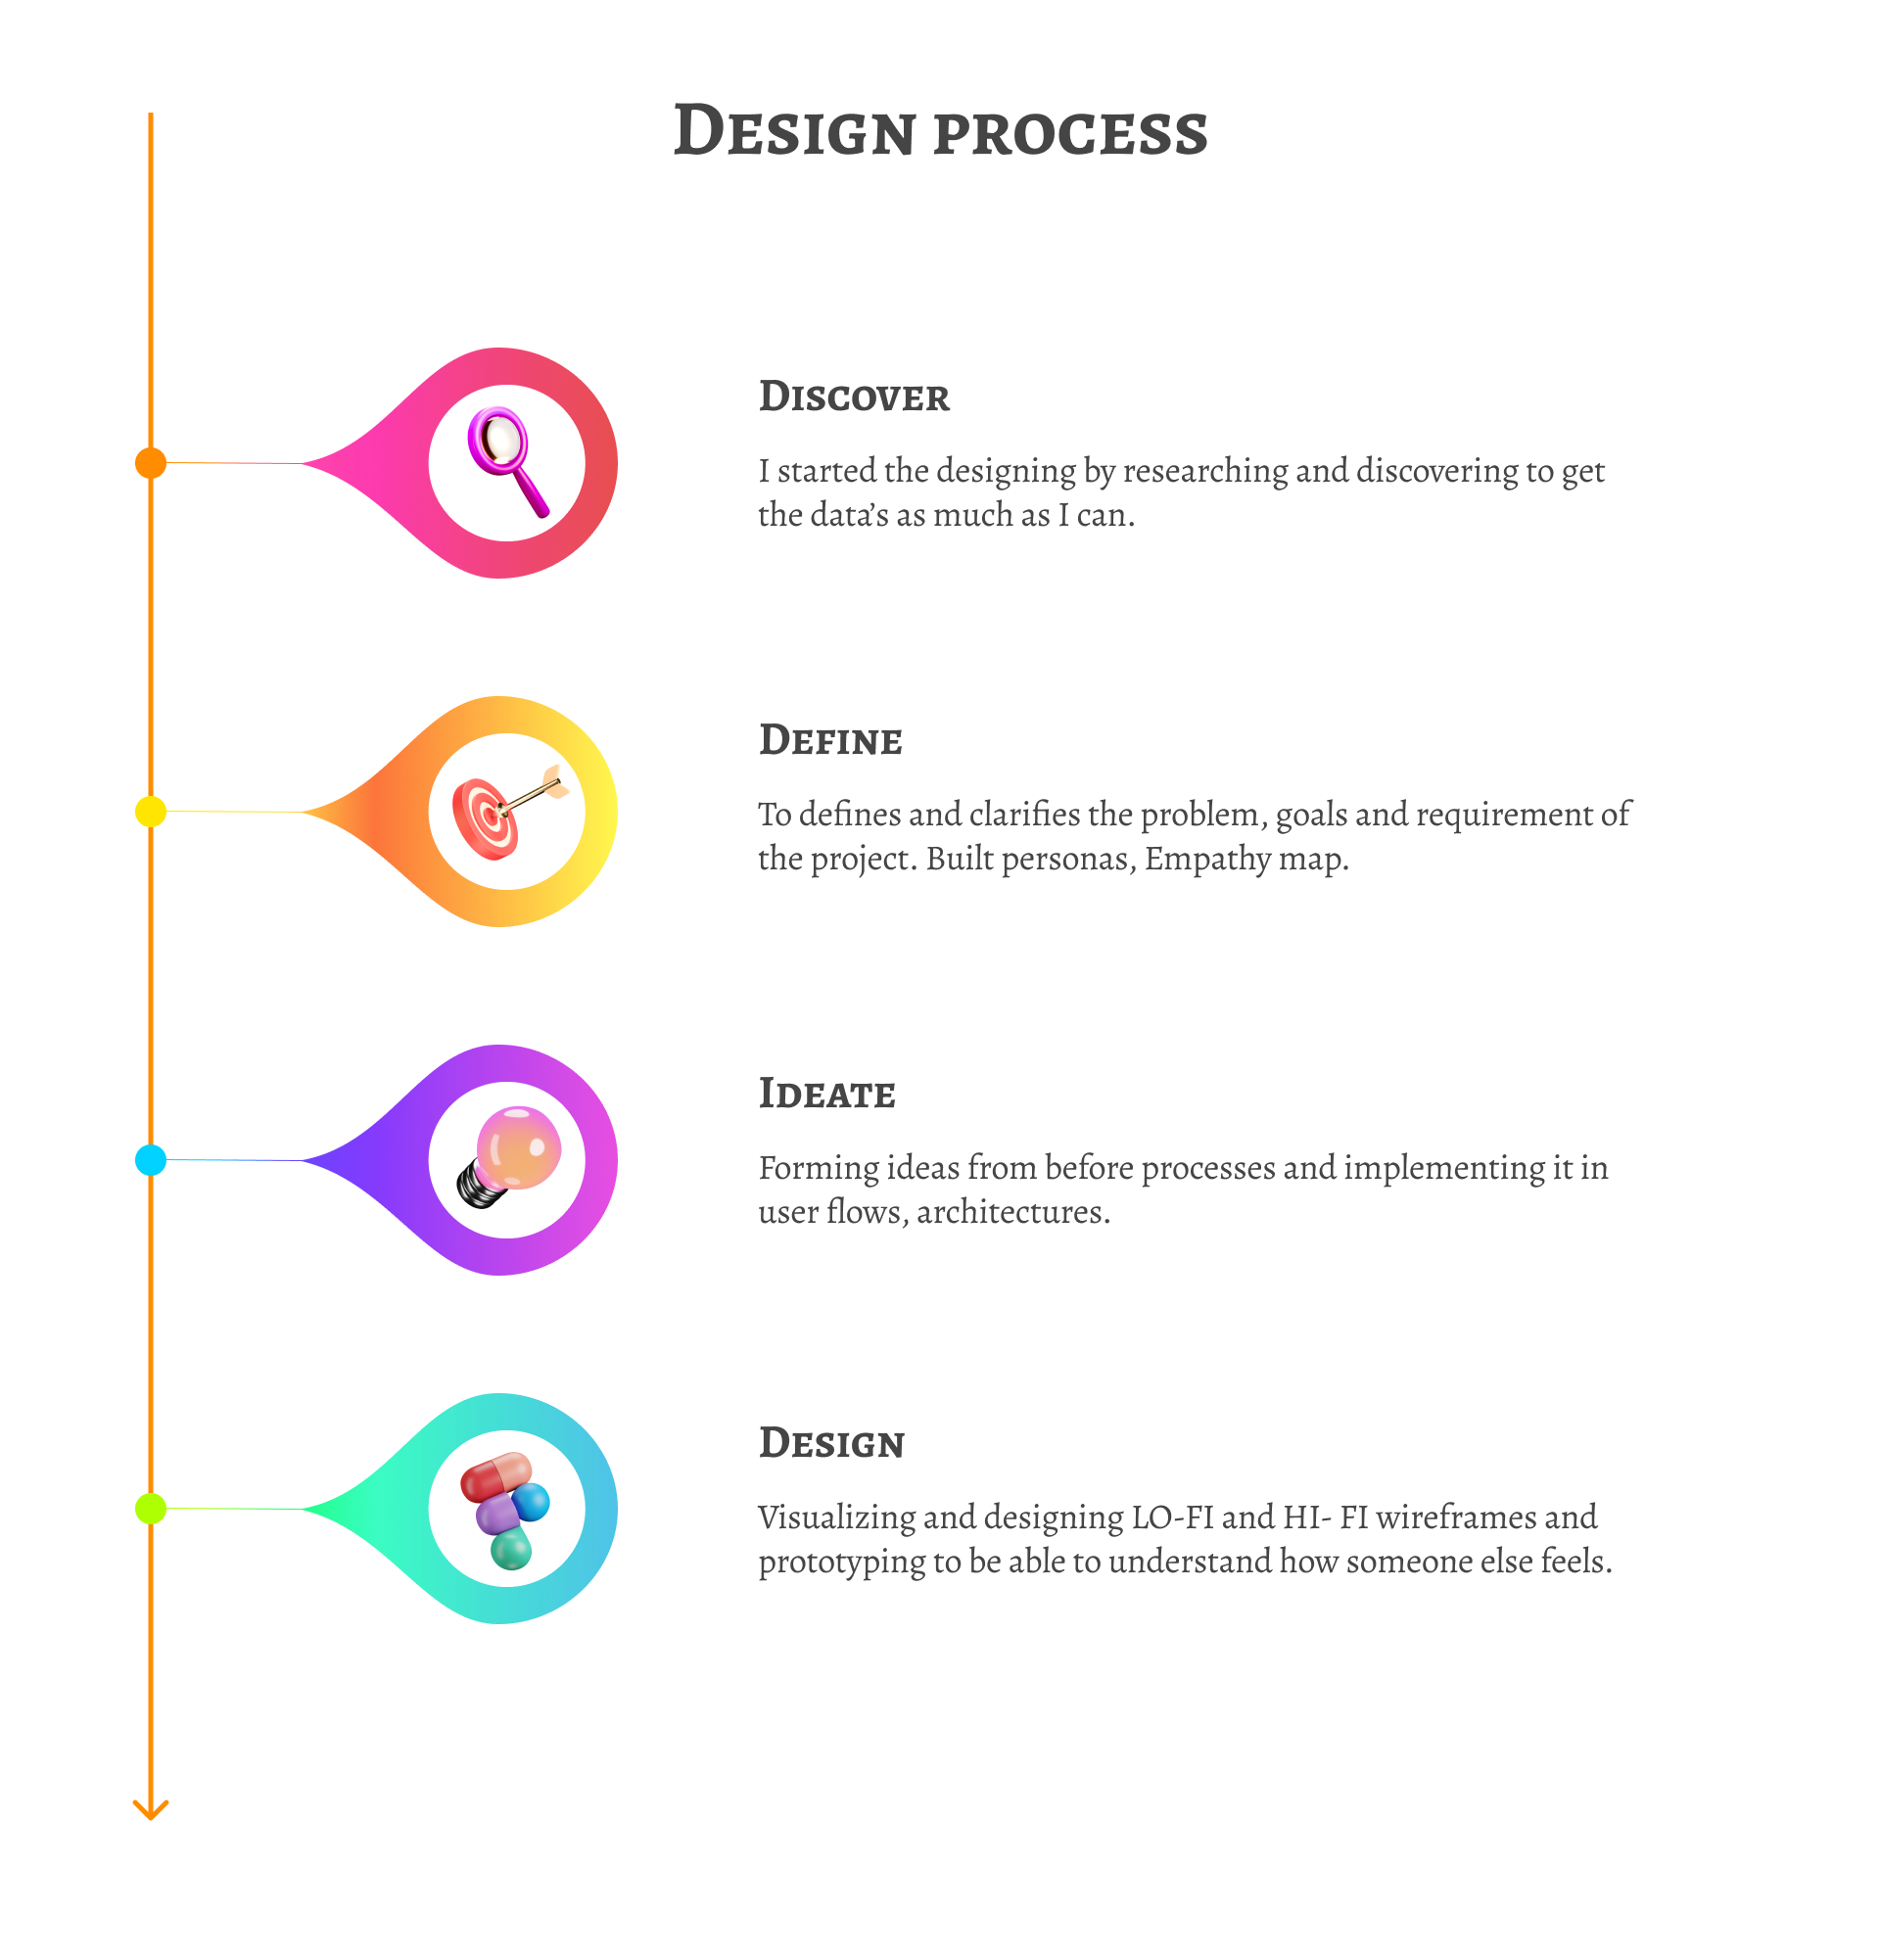 Design process
Discover
I started the designing by researching and discovering to get
the data’s as much as I can.
Define
To defines and clarifies the problem, goals and requirement of
the project. Built personas, Empathy map.
Ideate
Forming ideas from before processes and implementing it in
user flows, architectures.
Design
Visualizing and designing LO-FI and HI- FI wireframes and
prototyping to be able to understand how someone else feels.